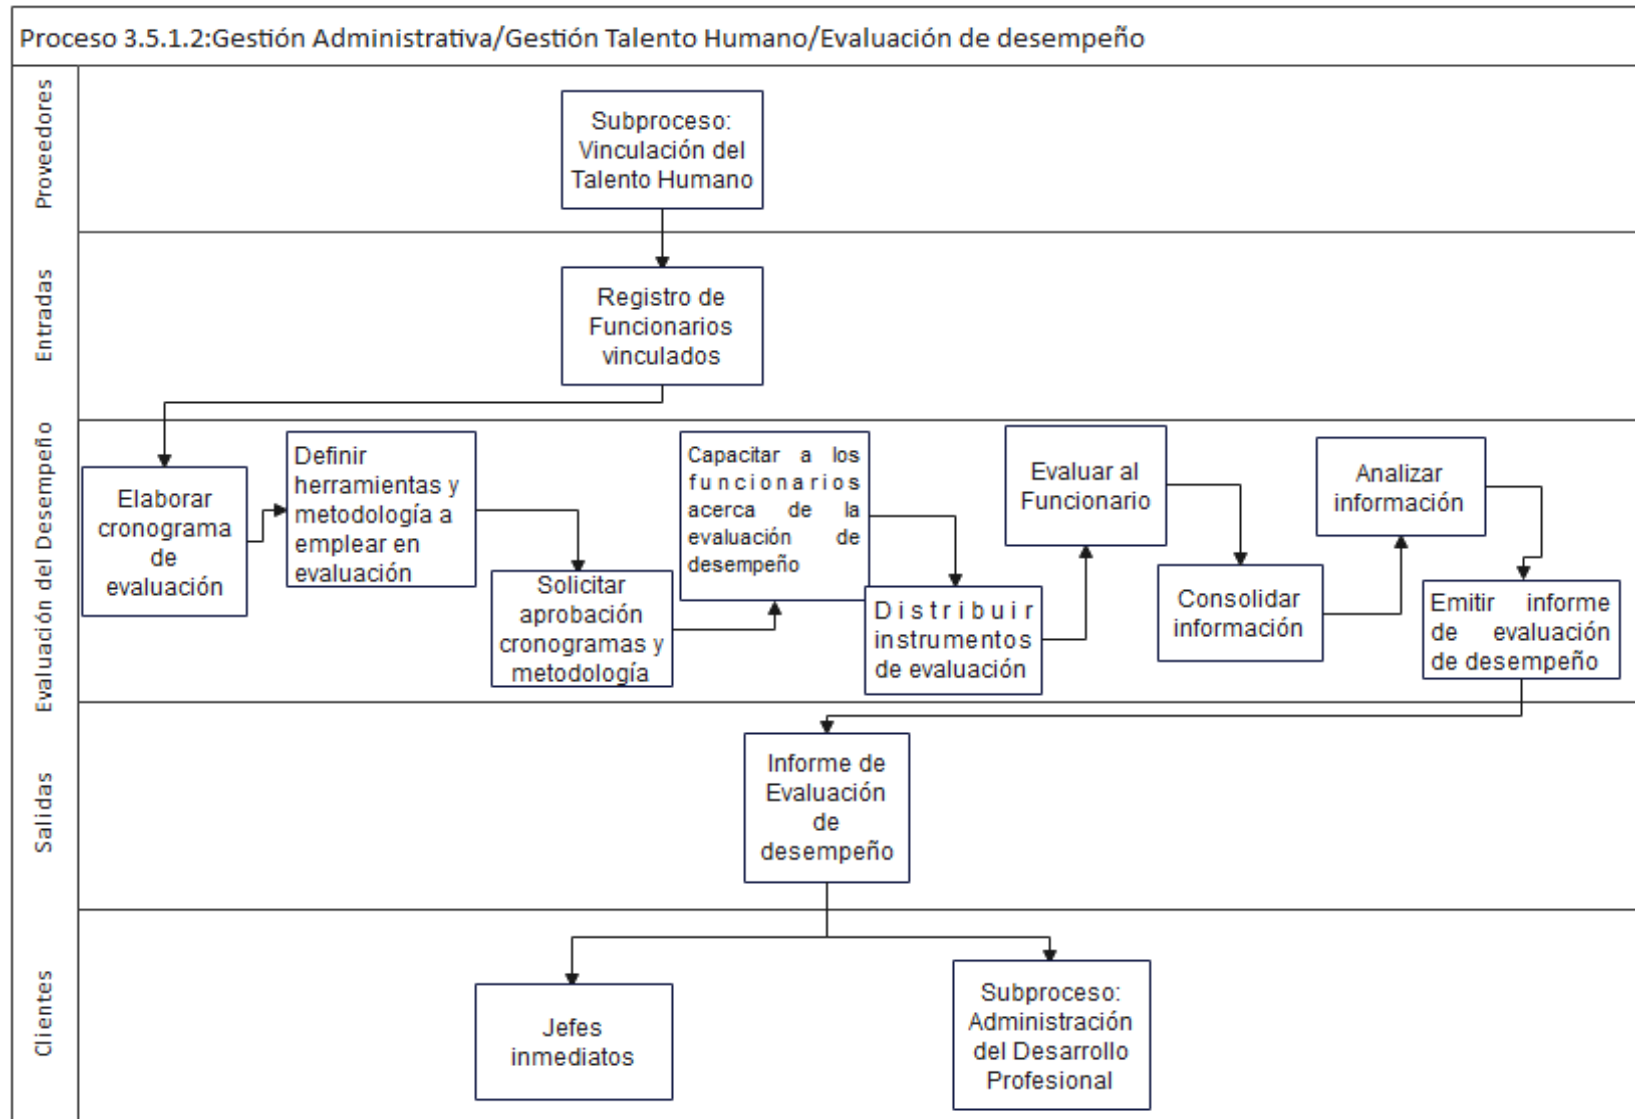 Proceso 3.5.1.2:Gestión Administrativa/Gestión Talento Humano/Evaluación de desempeño
Proveedores
Subproceso:
Vinculación del
Talento Humano
Entradas
Registro de
Funcionarios
vinculados
Evaluación del Desempeño
Elaborar
cronograma
de
evaluación
Definir
herramientas y
metodología a
emplear en
evaluación
Solicitar
aprobación
cronogramas y
metodología
Capacitar a los
funcionarios
acerca de la
evaluación de
desempeño
Distribuir
instrumentos
de evaluación
Evaluar al
Funcionario
Consolidar
información
Analizar
información
Emitir informe
de evaluación
de desempeño
Salidas
Informe de
Evaluación
de
desempeño
Clientes
Jefes
inmediatos
Subproceso:
Administración
del Desarrollo
Profesional